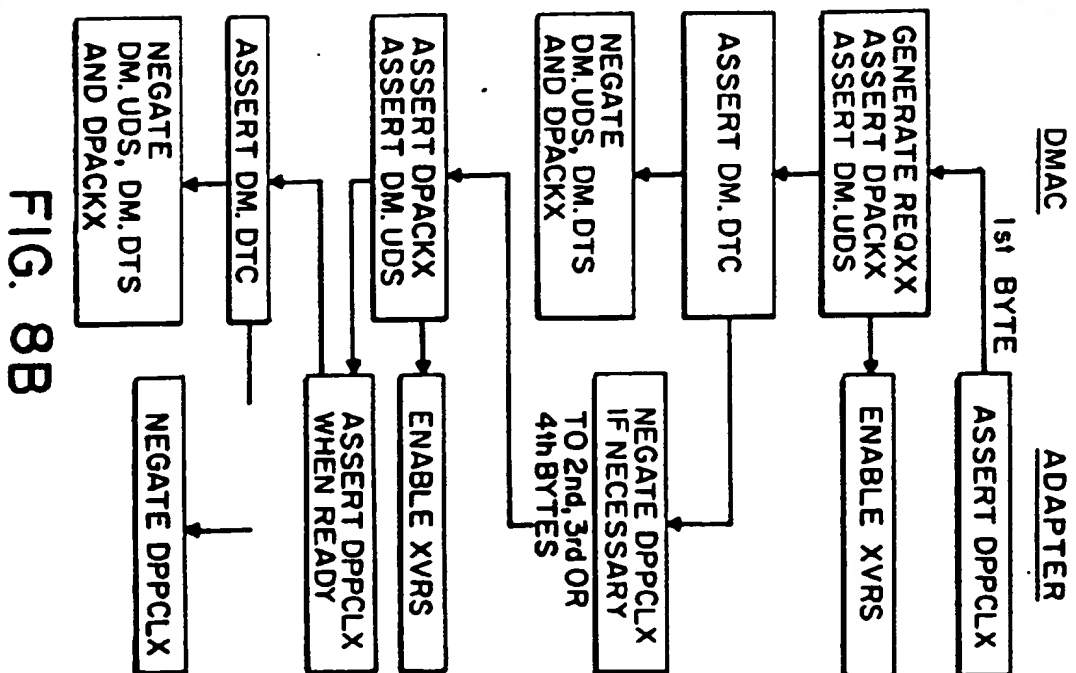 DMAC
ADAPTER
ASSERT DPPCLX
1st BYTE
GENERATE REQXX
ASSERT DPACKX
ASSERT DM.UDS
ENABLE XVRS
ASSERT DM.DTC
NEGATE DPPCLX
IF NECESSARY
NEGATE
DM.UDS, DM.DTS
AND DPACKX
TO 2nd, 3rd OR
4th BYTES
ASSERT DPACKX
ASSERT DM.UDS
ENABLE XVRS
ASSERT DPPCLX
WHEN READY
ASSERT DM.DTC
NEGATE
DM.UDS, DM.DTS
AND DPACKX
NEGATE DPPCLX
FIG. 8B